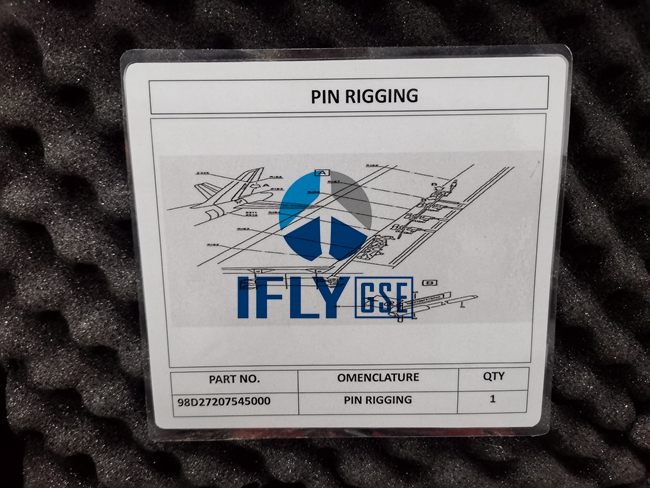 PIN RIGGING
A
IFLY GSE
B
PART NO. OMENCLATURE QTY
98D27207545000 PIN RIGGING 1